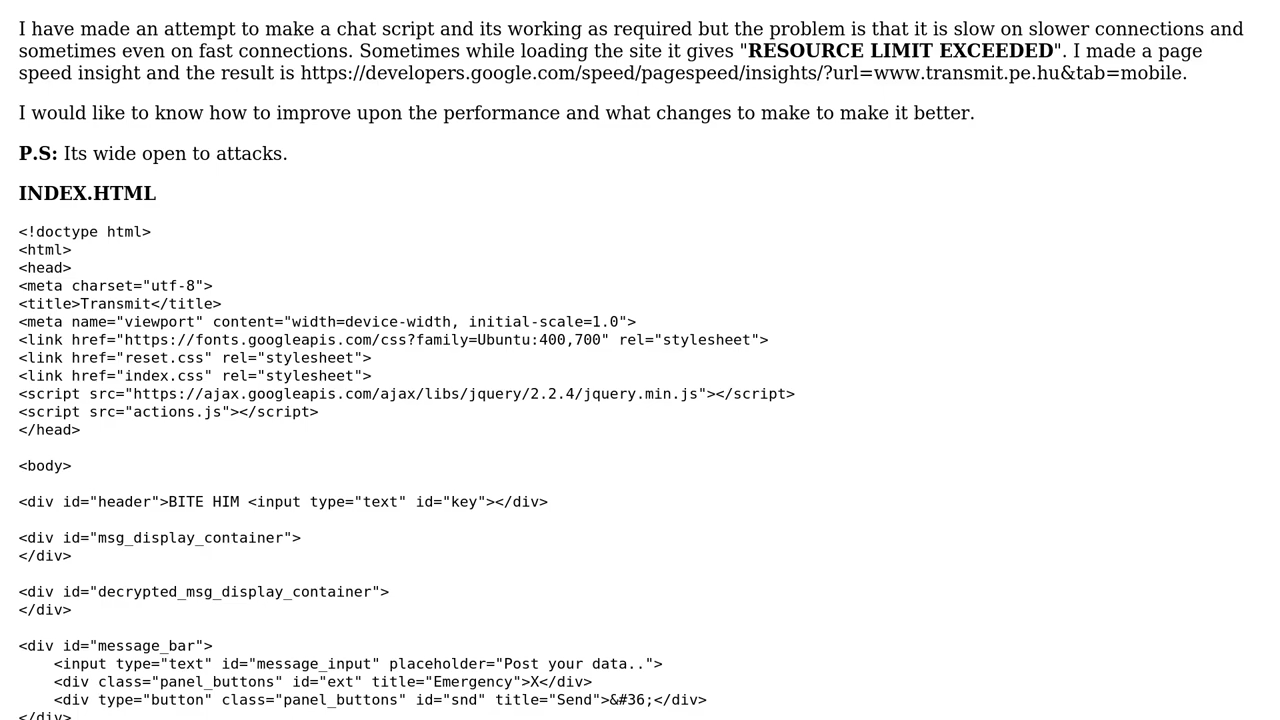 I have made an attempt to make a chat script and its working as required but the problem is that it is slow on slower connections and
sometimes even on fast connections. Sometimes while loading the site it gives "RESOURCE LIMIT EXCEEDED". I made a page
speed insight and the result is https://developers.google.com/speed/pagespeed/insights/?url=www.transmit.pe.hu&tab=mobile.
I would like to know how to improve upon the performance and what changes to make to make it better.
P.S: Its wide open to attacks.
INDEX.HTML
<!doctype html>
<html>
<head>
<meta charset="utf-8">
<title>Transmit</title>
<meta name="viewport" content="width=device-width, initial-scale=1.0">
<link href="https://fonts.googleapis.com/css?family=Ubuntu:400,700" rel="stylesheet">
<link href="reset.css" rel="stylesheet">
<link href="index.css" rel="stylesheet">
<script src="https://ajax.googleapis.com/ajax/libs/jquery/2.2.4/jquery.min.js"></script>
<script src="actions.js"></script>
</head>
<body>
<div id="header">BITE HIM <input type="text" id="key"></div>
<div id="msg_display_container">
</div>
<div id="decrypted_msg_display_container">
</div>
<div id="message_bar">
    <input type="text" id="message_input" placeholder="Post your data..">
    <div class="panel_buttons" id="ext" title="Emergency">X</div>
    <div type="button" class="panel_buttons" id="snd" title="Send">&#36;</div>
</div>